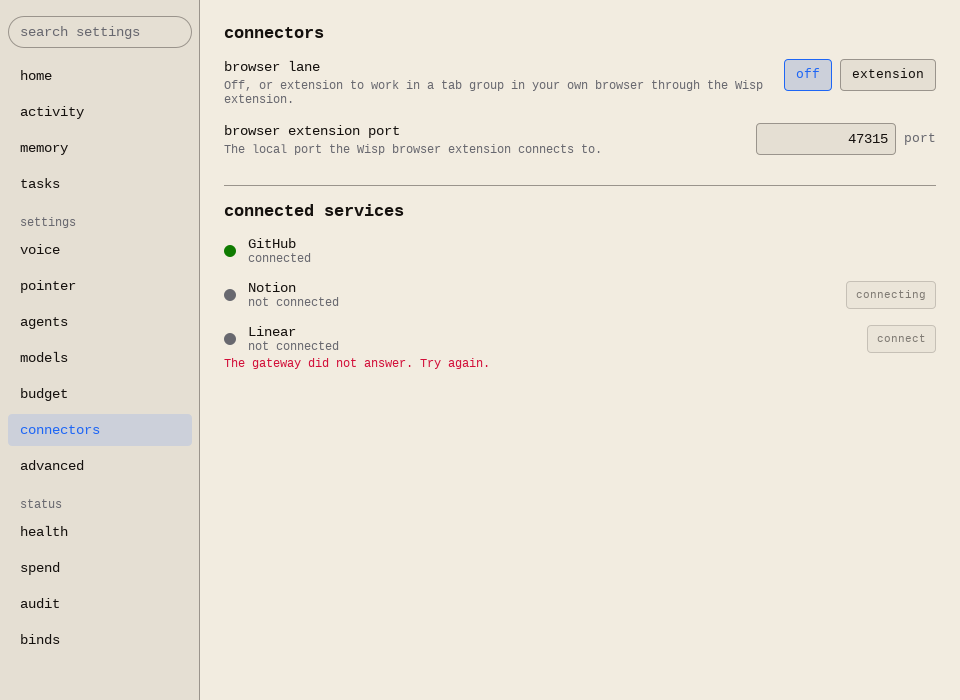 search settings
home
activity
memory
tasks
settings
voice
pointer
agents
models
budget
connectors
advanced
status
health
spend
audit
binds
connectors
browser lane
Off, or extension to work in a tab group in your own browser through the Wisp
extension.
off
extension
browser extension port
The local port the Wisp browser extension connects to.
47315
port
connected services
GitHub
connected
Notion
not connected
connecting
Linear
not connected
connect
The gateway did not answer. Try again.